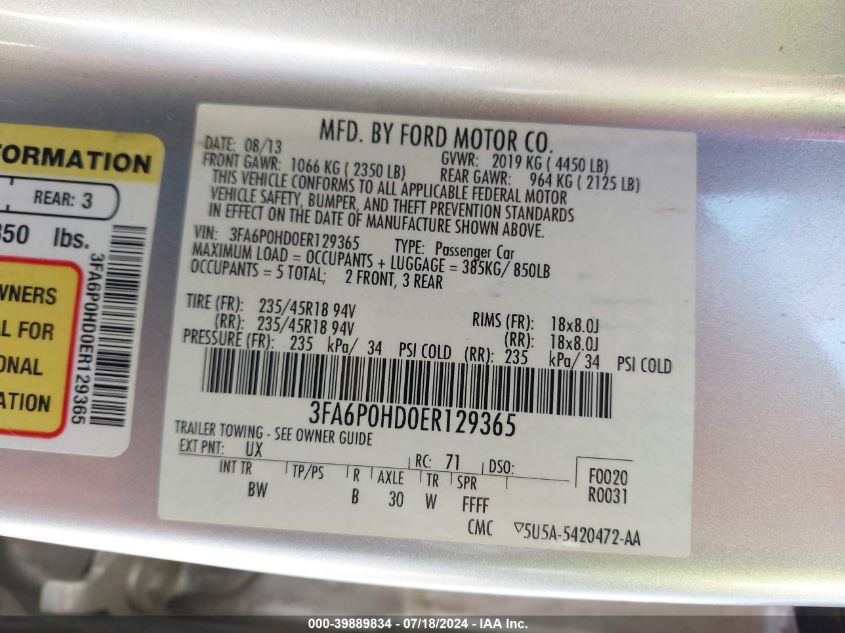 FORMATION
REAR: 3
850 lbs.
WNERS
AL FOR
ONAL
ATION
3FA6P0HD0ER129365
MFD. BY FORD MOTOR CO.
DATE: 08/13 GVWR: 2019 KG ( 4450 LB)
FRONT GAWR: 1066 KG ( 2350 LB) REAR GAWR: 964 KG ( 2125 LB)
THIS VEHICLE CONFORMS TO ALL APPLICABLE FEDERAL MOTOR
VEHICLE SAFETY, BUMPER, AND THEFT PREVENTION STANDARDS
IN EFFECT ON THE DATE OF MANUFACTURE SHOWN ABOVE.
VIN: 3FA6P0HD0ER129365 TYPE: Passenger Car
MAXIMUM LOAD = OCCUPANTS + LUGGAGE = 385KG/ 850LB
OCCUPANTS = 5 TOTAL; 2 FRONT, 3 REAR
TIRE (FR): 235/45R18 94V RIMS (FR): 18x8.0J
(RR): 235/45R18 94V (RR): 18x8.0J
PRESSURE (FR): 235 kPa/ 34 PSI COLD (RR): 235 kPa/ 34 PSI COLD
3FA6P0HD0ER129365
TRAILER TOWING - SEE OWNER GUIDE
EXT PNT: UX RC: 71 DSO: F0020
R0031
INT TR TP/PS R AXLE TR SPR
BW B 30 W FFFF
CMC ▽5U5A-5420472-AA
000-39889834 - 07/18/2024 - IAA Inc.